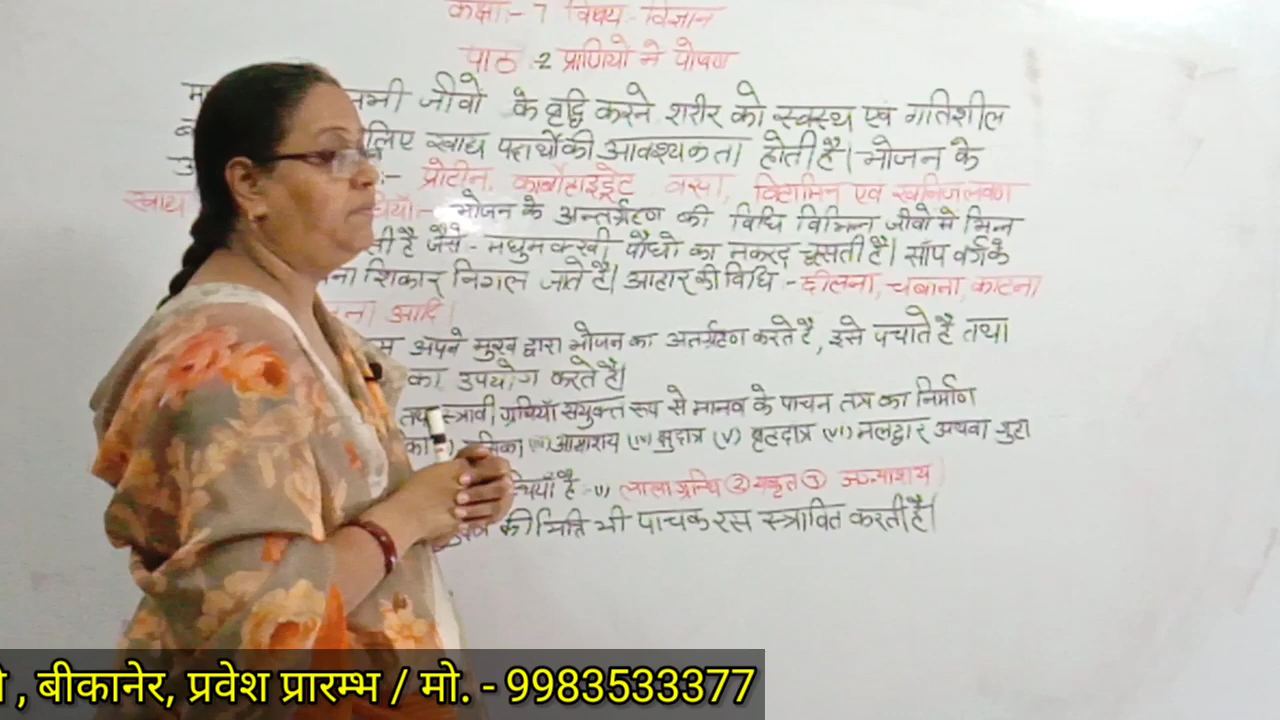 कक्षा:- 7 विषय:- विज्ञान
पाठ :2 प्राणियो मे पोषण
सभी जीवों के वृद्धि करने शरीर को स्वस्थ एवं गतिशील
लिए खाद्य पदार्थो की आवश्यकता होती है। भोजन के
:- प्रोटीन, कार्बोहाइड्रेट वसा, विटामिन एवं खनिजलवण
खाद्य :- भोजन के अन्तर्ग्रहण की विधि विभिन्न जीवो मे भिन्न
है जैसे - मधुमक्खी पौधो का मकरंद चूसती है। साँप वर्ग के
शिकार निगल जाते है। आहार की विधि :- छीलना, चबाना, काटना
आदि।
अपने मुख द्वारा भोजन का अंतर्ग्रहण करते है, इसे पचाते है तथा
का उपयोग करते है।
तथा स्त्रावी ग्रंथियाँ संयुक्त रूप से मानव के पाचन तंत्र का निर्माण
आमाशय (iv) क्षुदात्र (v) बृहदात्र (vi) मलद्वार अथवा गुदा
है :- (1) लाला ग्रन्थि (2) यकृत (3) अग्न्याशय
की भित्ति भी पाचक रस स्त्रावित करती है।
, बीकानेर, प्रवेश प्रारम्भ / मो. - 9983533377